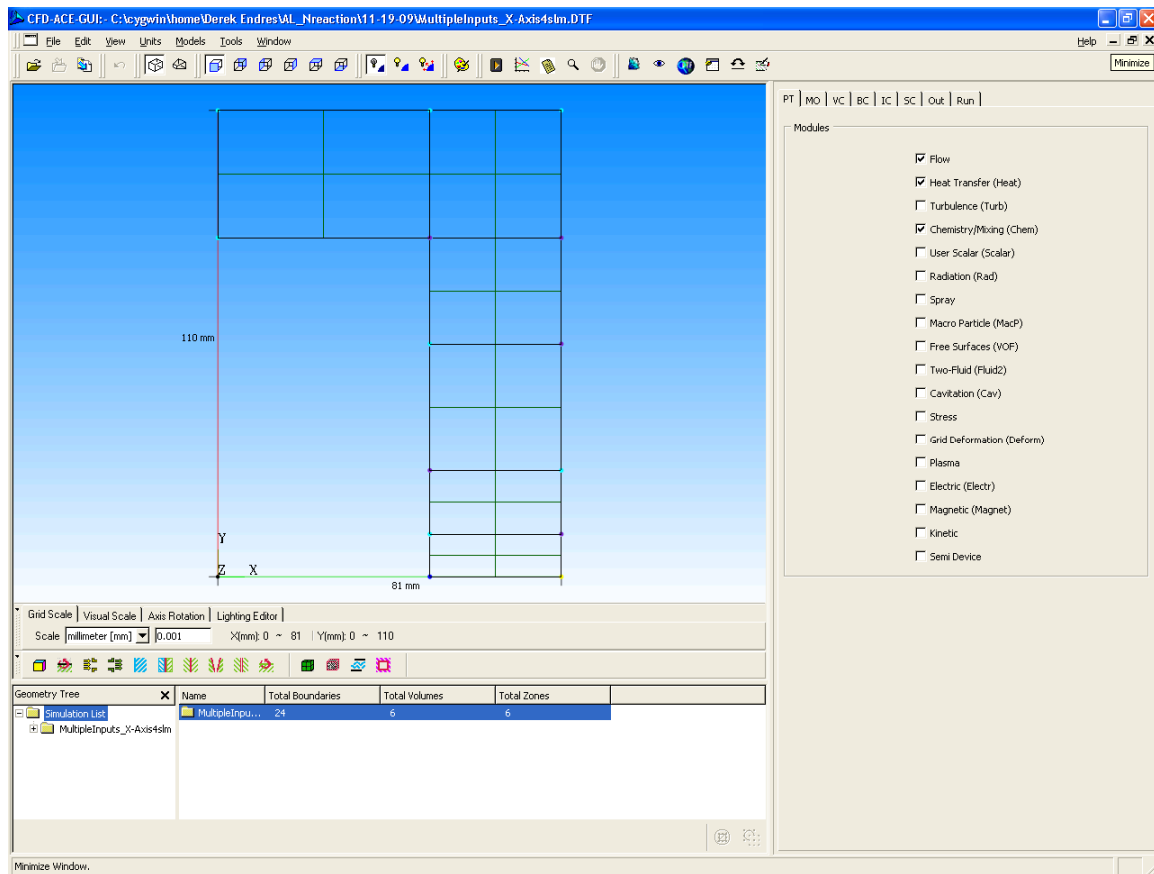 CFD-ACE-GUI:- C:\cygwin\home\Derek Endres\AL_Nreaction\11-19-09\MultipleInputs_X-Axis4slm.DTF
File Edit View Units Models Tools Window Help
Minimize
PT MO VC BC IC SC Out Run
Modules
Flow
Heat Transfer (Heat)
Turbulence (Turb)
Chemistry/Mixing (Chem)
User Scalar (Scalar)
Radiation (Rad)
Spray
Macro Particle (MacP)
Free Surfaces (VOF)
Two-Fluid (Fluid2)
Cavitation (Cav)
Stress
Grid Deformation (Deform)
Plasma
Electric (Electr)
Magnetic (Magnet)
Kinetic
Semi Device
110 mm
Y
Z X
81 mm
Grid Scale Visual Scale Axis Rotation Lighting Editor
Scale millimeter [mm] 0.001 X(mm): 0 ~ 81 | Y(mm): 0 ~ 110
Geometry Tree X Name Total Boundaries Total Volumes Total Zones
Simulation List MultipleInpu... 24 6 6
MultipleInputs_X-Axis4slm
Minimize Window.